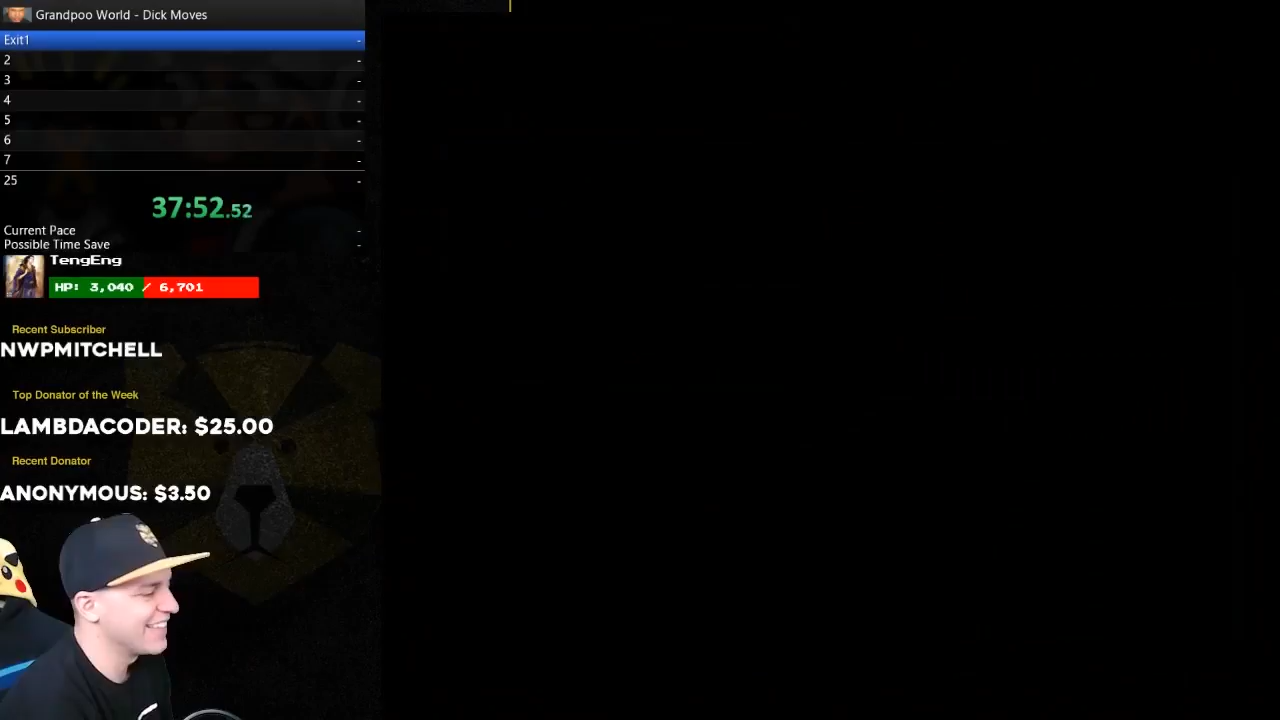 Grandpoo World - Dick Moves
Exit1 -
2 -
3 -
4 -
5 -
6 -
7 -
25 -
37:52.52
Current Pace -
Possible Time Save -
TengEng
HP: 3,040 / 6,701
Recent Subscriber
NWPMITCHELL
Top Donator of the Week
LAMBDACODER: $25.00
Recent Donator
ANONYMOUS: $3.50